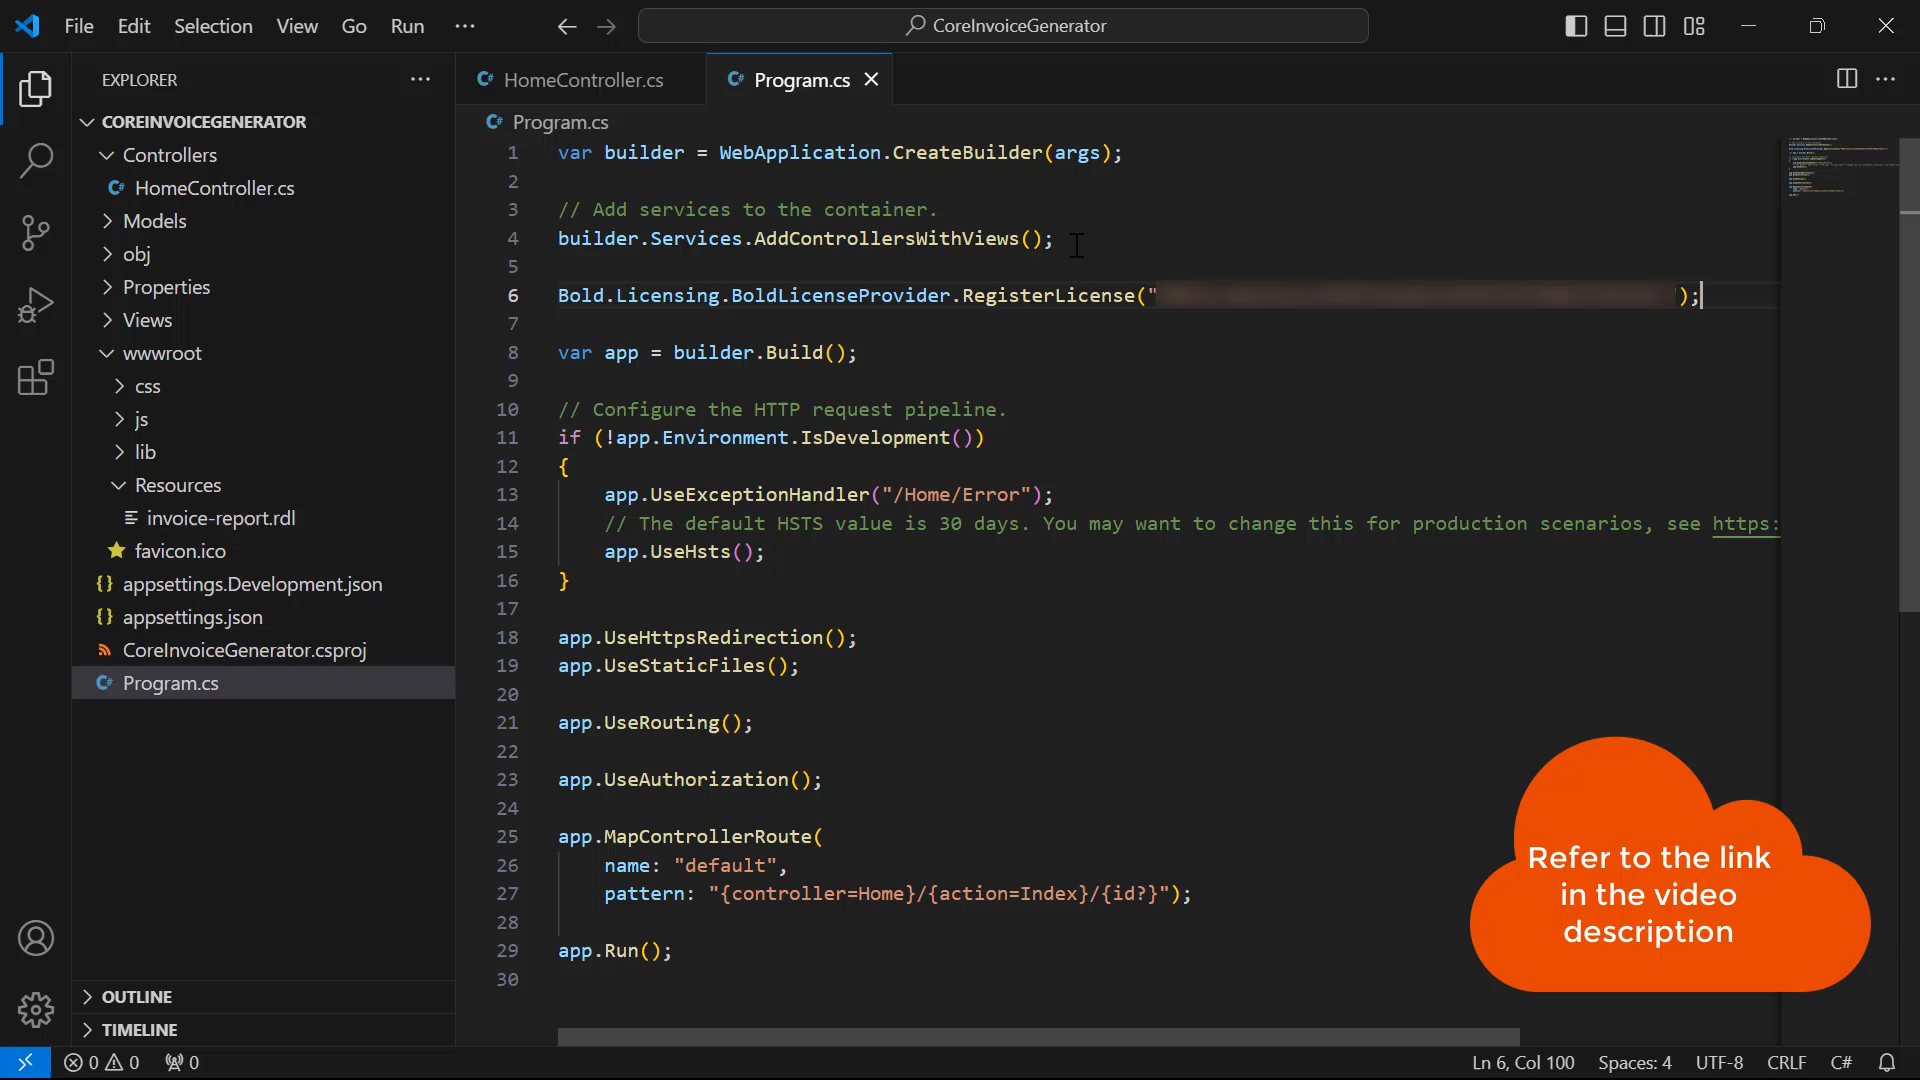 File Edit Selection View Go Run ···
CoreInvoiceGenerator
EXPLORER
COREINVOICEGENERATOR
Controllers
HomeController.cs
Models
obj
Properties
Views
wwwroot
css
js
lib
Resources
invoice-report.rdl
favicon.ico
{} appsettings.Development.json
{} appsettings.json
CoreInvoiceGenerator.csproj
C# Program.cs
OUTLINE
TIMELINE
C# HomeController.cs
C# Program.cs
C# Program.cs
1 var builder = WebApplication.CreateBuilder(args);
2
3 // Add services to the container.
4 builder.Services.AddControllersWithViews();
5
6 Bold.Licensing.BoldLicenseProvider.RegisterLicense(" ");
7
8 var app = builder.Build();
9
10 // Configure the HTTP request pipeline.
11 if (!app.Environment.IsDevelopment())
12 {
13 app.UseExceptionHandler("/Home/Error");
14 // The default HSTS value is 30 days. You may want to change this for production scenarios, see https:
15 app.UseHsts();
16 }
17
18 app.UseHttpsRedirection();
19 app.UseStaticFiles();
20
21 app.UseRouting();
22
23 app.UseAuthorization();
24
25 app.MapControllerRoute(
26 name: "default",
27 pattern: "{controller=Home}/{action=Index}/{id?}");
28
29 app.Run();
30
Refer to the link
in the video
description
0 0 0
Ln 6, Col 100 Spaces: 4 UTF-8 CRLF C#